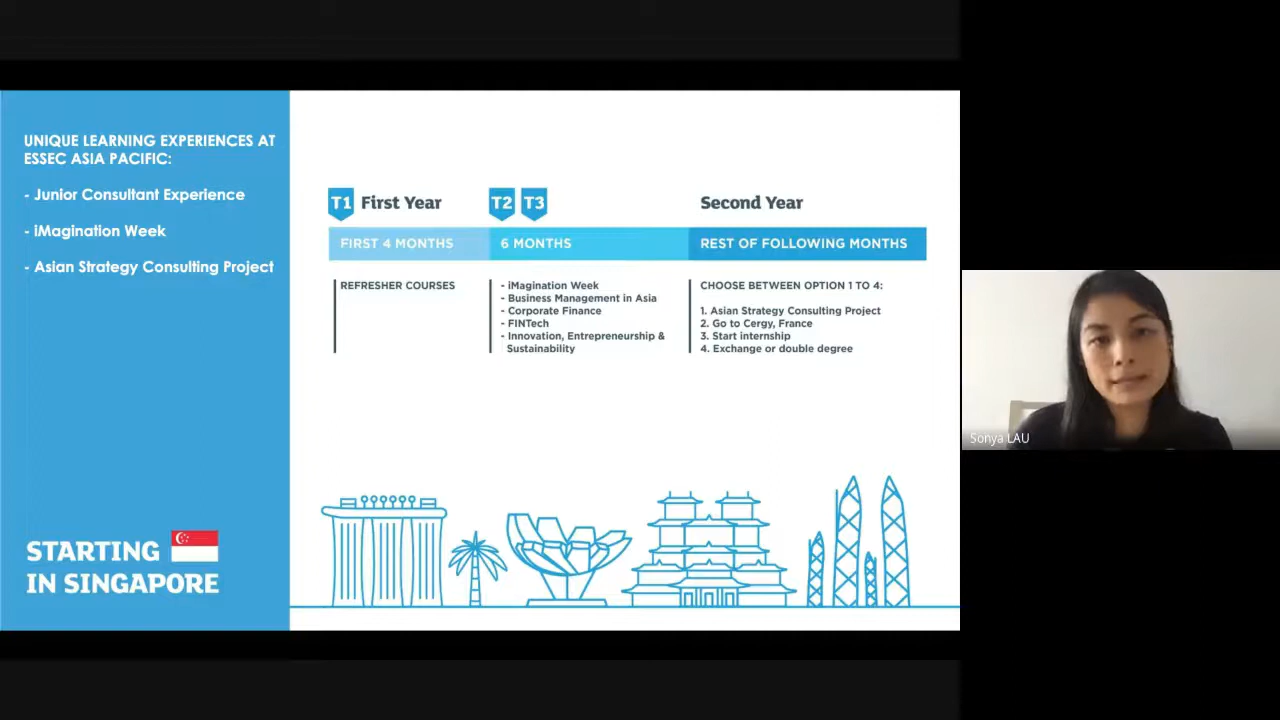 UNIQUE LEARNING EXPERIENCES AT
ESSEC ASIA PACIFIC:
- Junior Consultant Experience
- iMagination Week
- Asian Strategy Consulting Project
STARTING
IN SINGAPORE
T1 First Year
T2 T3
Second Year
FIRST 4 MONTHS
6 MONTHS
REST OF FOLLOWING MONTHS
REFRESHER COURSES
- iMagination Week
- Business Management in Asia
- Corporate Finance
- FINTech
- Innovation, Entrepreneurship &
Sustainability
CHOOSE BETWEEN OPTION 1 TO 4:
1. Asian Strategy Consulting Project
2. Go to Cergy, France
3. Start internship
4. Exchange or double degree
Sonya LAU